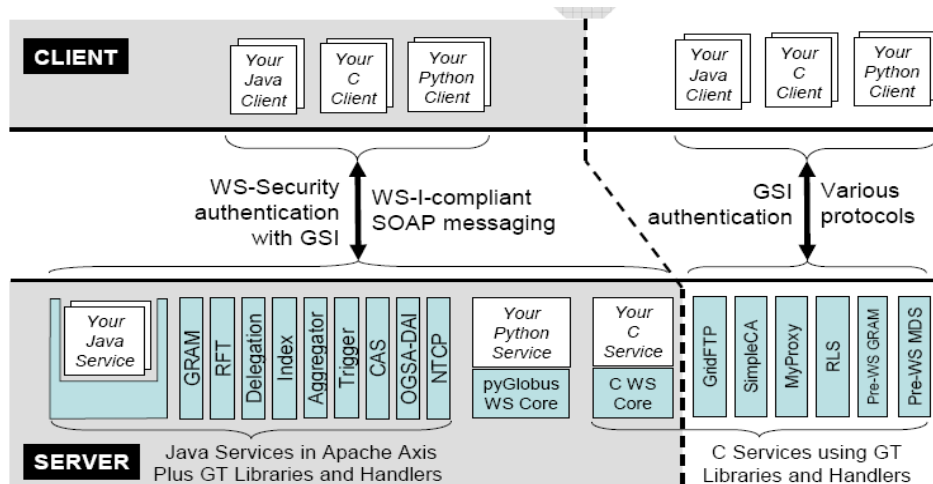 CLIENT
Your
Java
Client
Your
C
Client
Your
Python
Client
Your
Java
Client
Your
C
Client
Your
Python
Client
WS-Security
authentication
with GSI
WS-I-compliant
SOAP messaging
GSI
authentication
Various
protocols
Your
Java
Service
GRAM
RFT
Delegation
Index
Aggregator
Trigger
CAS
OGSA-DAI
NTCP
Your
Python
Service
pyGlobus
WS Core
Your
C
Service
C WS
Core
GridFTP
SimpleCA
MyProxy
RLS
Pre-WS GRAM
Pre-WS MDS
SERVER
Java Services in Apache Axis
Plus GT Libraries and Handlers
C Services using GT
Libraries and Handlers